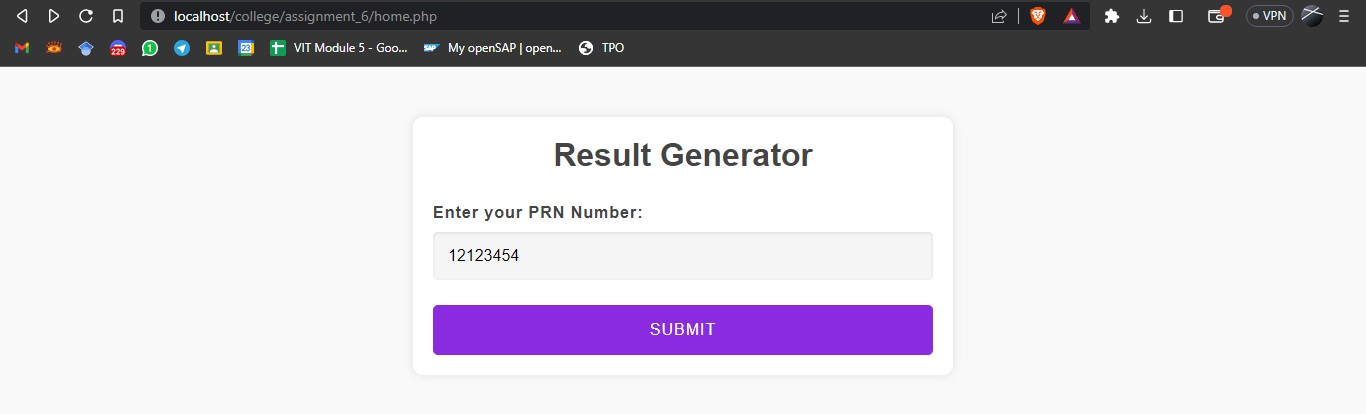 localhost/college/assignment_6/home.php
VPN
229
1
23
VIT Module 5 - Goo...
SAP
My openSAP | open...
TPO
Result Generator
Enter your PRN Number:
12123454
SUBMIT